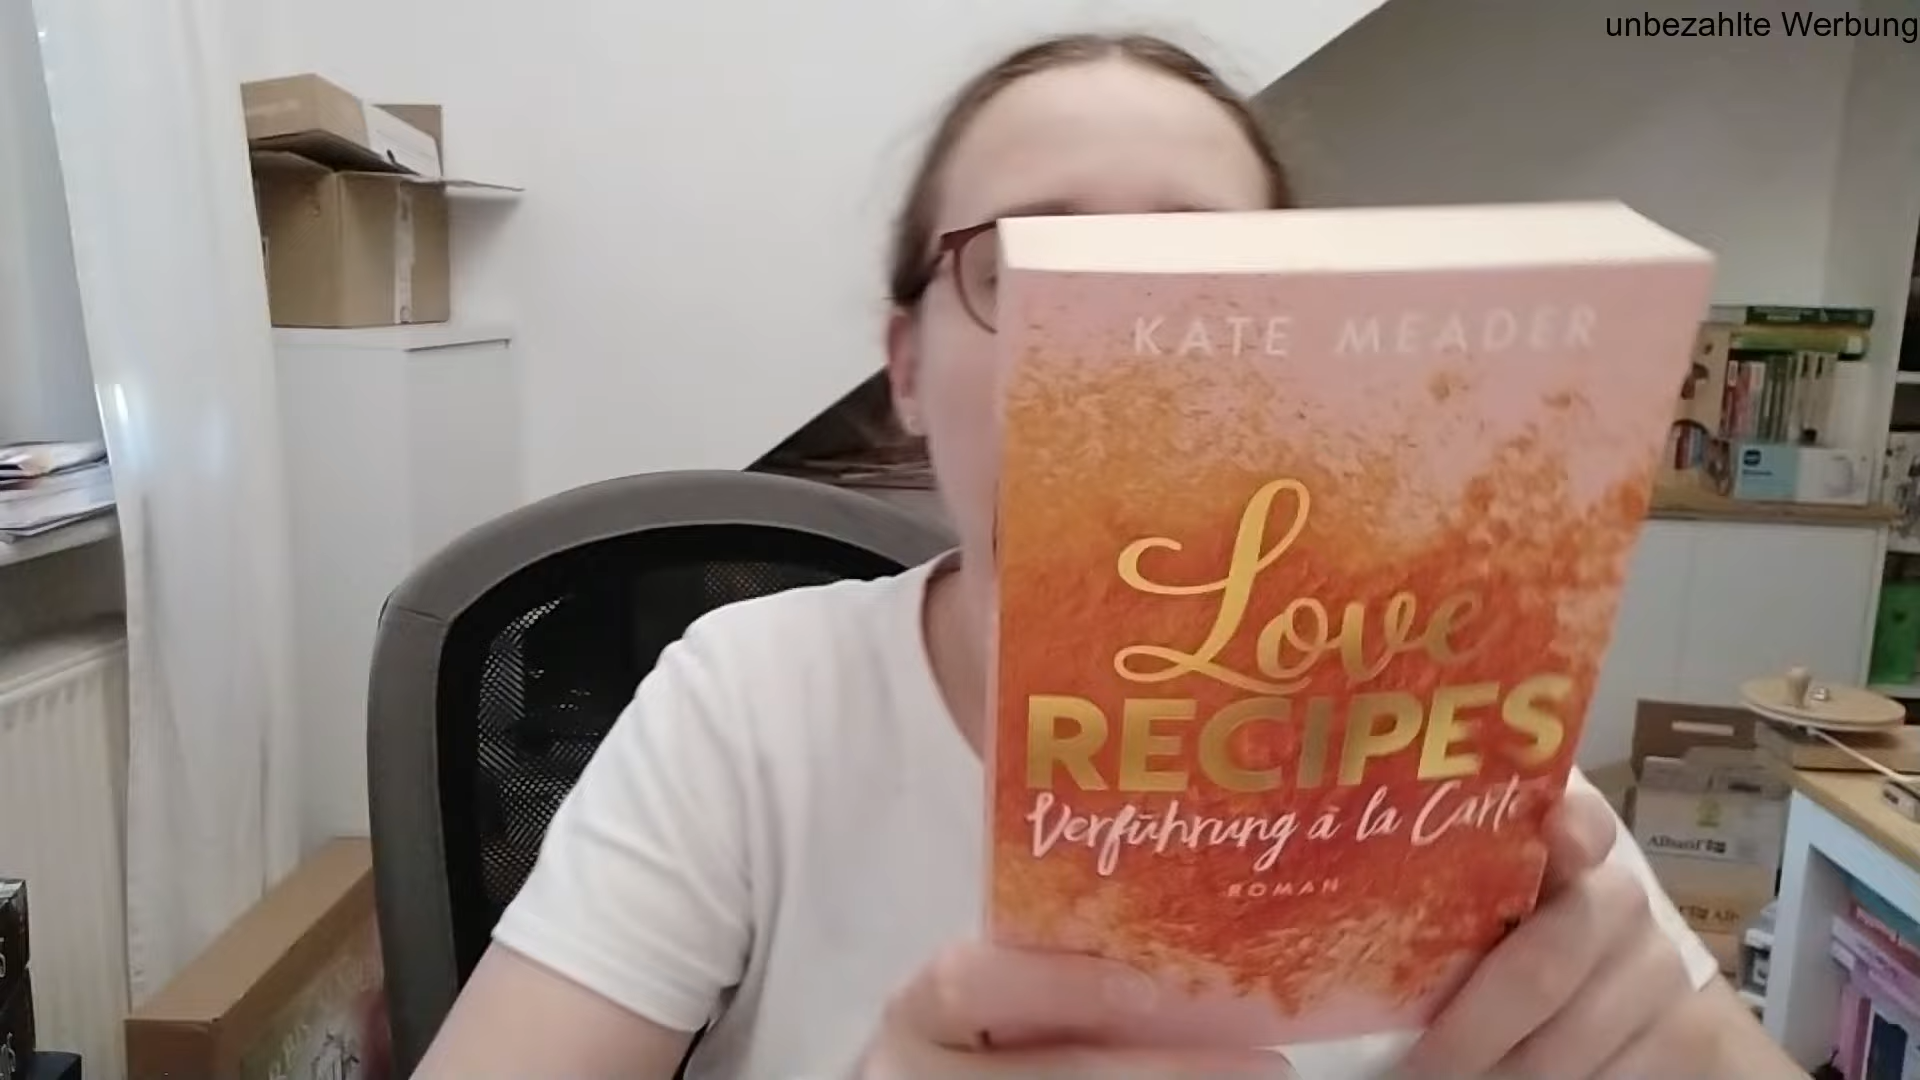 unbezahlte Werbung
KATE MEADER
Love
RECIPES
Verführung à la Carte
ROMAN